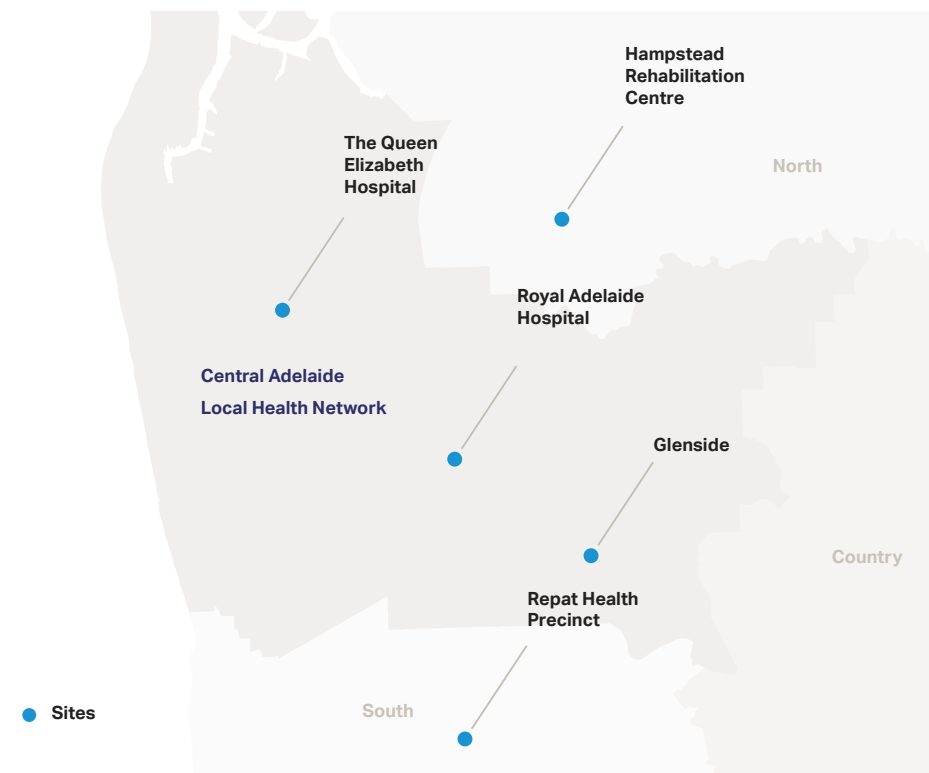 Hampstead
Rehabilitation
Centre
The Queen
Elizabeth
Hospital
North
Royal Adelaide
Hospital
Central Adelaide
Local Health Network
Glenside
Country
Repat Health
Precinct
South
Sites